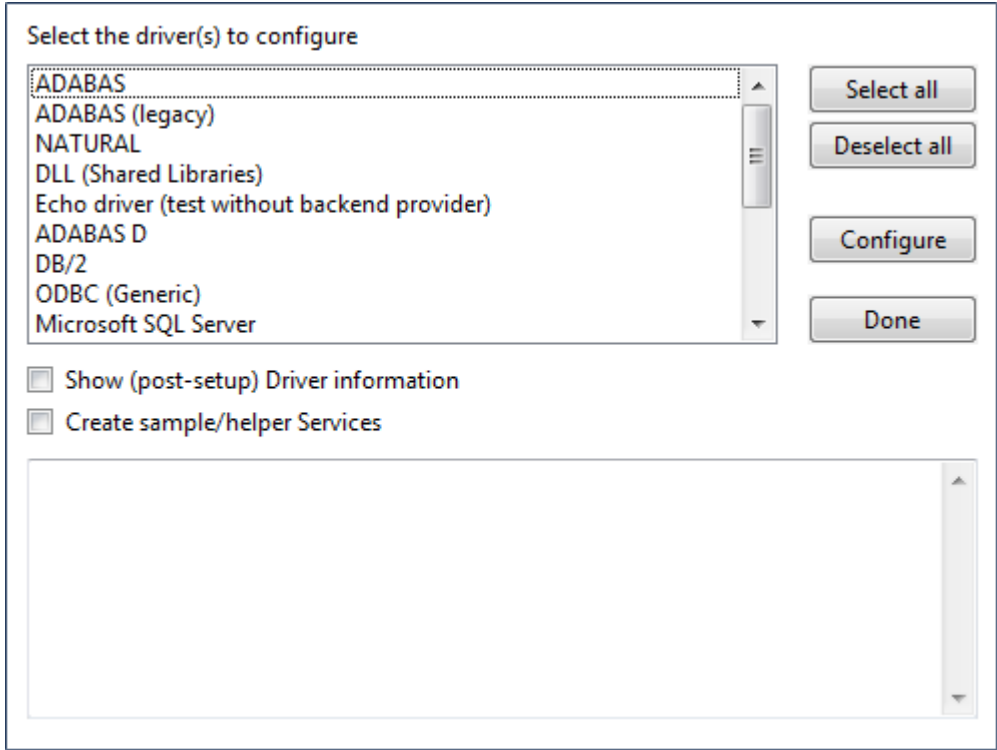 Select the driver(s) to configure
ADABAS
ADABAS (legacy)
NATURAL
DLL (Shared Libraries)
Echo driver (test without backend provider)
ADABAS D
DB/2
ODBC (Generic)
Microsoft SQL Server
Select all
Deselect all
Configure
Done
Show (post-setup) Driver information
Create sample/helper Services